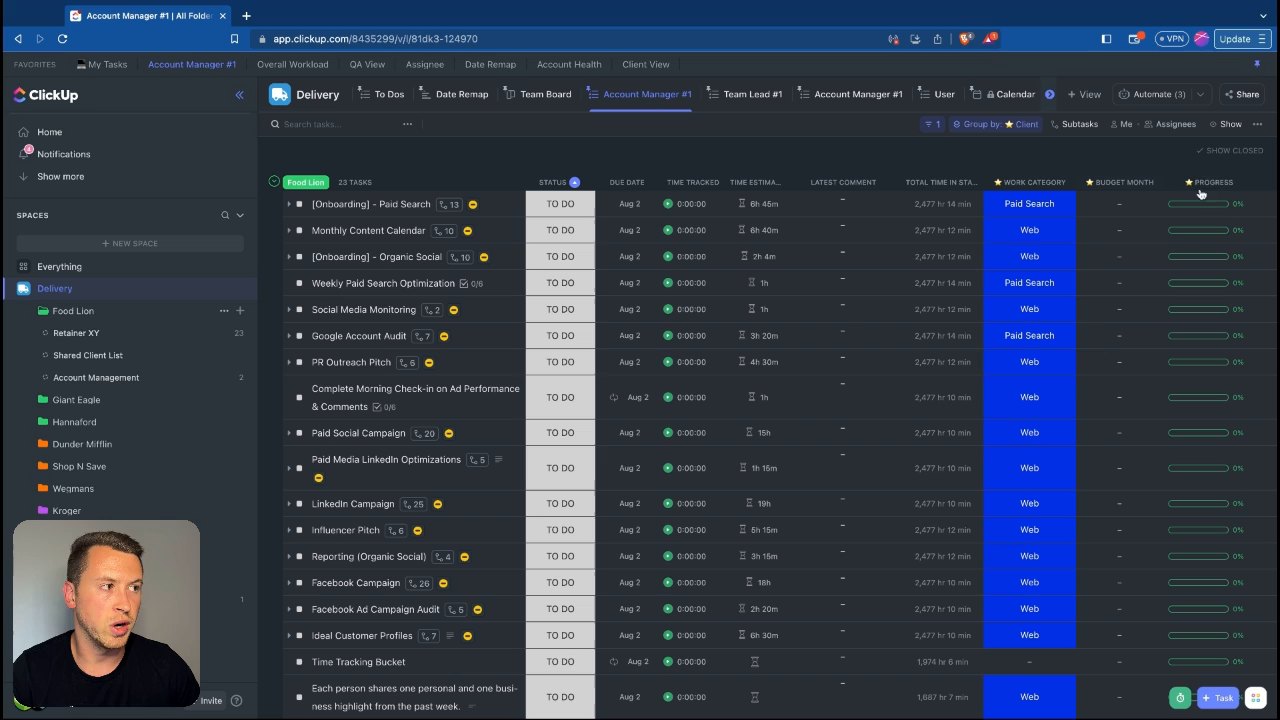 Account Manager #1 | All Folder
app.clickup.com/8435299/v/l/81dk3-124970
VPN
Update
FAVORITES
My Tasks
Account Manager #1
Overall Workload
QA View
Assignee
Date Remap
Account Health
Client View
ClickUp
Delivery
To Dos
Date Remap
Team Board
Account Manager #1
Team Lead #1
Account Manager #1
User
Calendar
+ View
Automate (3)
Share
Search tasks...
1
Group by: ⭐ Client
Subtasks
Me
Assignees
Show
SHOW CLOSED
Home
4
Notifications
Show more
SPACES
+ NEW SPACE
Everything
Delivery
Food Lion
Retainer XY 23
Shared Client List
Account Management 2
Giant Eagle
Hannaford
Dunder Mifflin
Shop N Save
Wegmans
Kroger
1
Invite
Food Lion 23 TASKS STATUS DUE DATE TIME TRACKED TIME ESTIMA... LATEST COMMENT TOTAL TIME IN STA... ⭐ WORK CATEGORY ⭐ BUDGET MONTH ⭐ PROGRESS
[Onboarding] - Paid Search 13 TO DO Aug 2 0:00:00 6h 45m – 2,477 hr 14 min Paid Search – 0%
Monthly Content Calendar 10 TO DO Aug 2 0:00:00 6h 40m – 2,477 hr 12 min Web – 0%
[Onboarding] - Organic Social 10 TO DO Aug 2 0:00:00 2h 4m – 2,477 hr 12 min Web – 0%
Weekly Paid Search Optimization 0/6 TO DO Aug 2 0:00:00 1h – 2,477 hr 14 min Paid Search – 0%
Social Media Monitoring 2 TO DO Aug 2 0:00:00 1h – 2,477 hr 12 min Web – 0%
Google Account Audit 7 TO DO Aug 2 0:00:00 3h 20m – 2,477 hr 14 min Paid Search – 0%
PR Outreach Pitch 6 TO DO Aug 2 0:00:00 4h 30m – 2,477 hr 12 min Web – 0%
Complete Morning Check-in on Ad Performance
& Comments 0/6 TO DO Aug 2 0:00:00 1h – 2,477 hr 10 min Web – 0%
Paid Social Campaign 20 TO DO Aug 2 0:00:00 15h – 2,477 hr 10 min Web – 0%
Paid Media LinkedIn Optimizations 5 TO DO Aug 2 0:00:00 1h 15m – 2,477 hr 10 min Web – 0%
LinkedIn Campaign 25 TO DO Aug 2 0:00:00 19h – 2,477 hr 10 min Web – 0%
Influencer Pitch 6 TO DO Aug 2 0:00:00 5h 15m – 2,477 hr 12 min Web – 0%
Reporting (Organic Social) 4 TO DO Aug 2 0:00:00 3h 15m – 2,477 hr 12 min Web – 0%
Facebook Campaign 26 TO DO Aug 2 0:00:00 18h – 2,477 hr 10 min Web – 0%
Facebook Ad Campaign Audit 5 TO DO Aug 2 0:00:00 2h 20m – 2,477 hr 10 min Web – 0%
Ideal Customer Profiles 7 TO DO Aug 2 0:00:00 6h 30m – 2,477 hr 10 min Web – 0%
Time Tracking Bucket TO DO Aug 2 0:00:00 – 1,974 hr 6 min – – 0%
Each person shares one personal and one busi-
ness highlight from the past week. TO DO Aug 2 0:00:00 – 1,687 hr 7 min Web –
+ Task